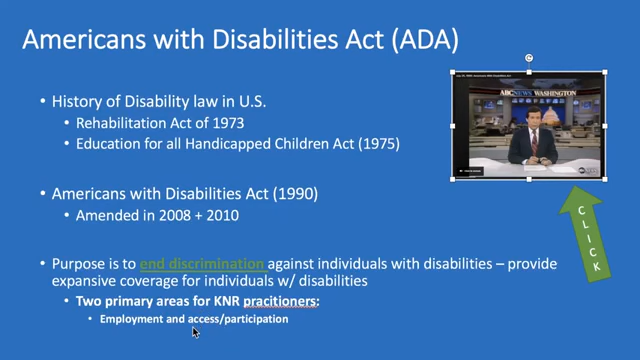 Americans with Disabilities Act (ADA)
• History of Disability law in U.S.
• Rehabilitation Act of 1973
• Education for all Handicapped Children Act (1975)
ABC NEWS WASHINGTON
• Americans with Disabilities Act (1990)
• Amended in 2008 + 2010
CLICK
• Purpose is to end discrimination against individuals with disabilities – provide
expansive coverage for individuals w/ disabilities
• Two primary areas for KNR pracitioners:
• Employment and access/participation